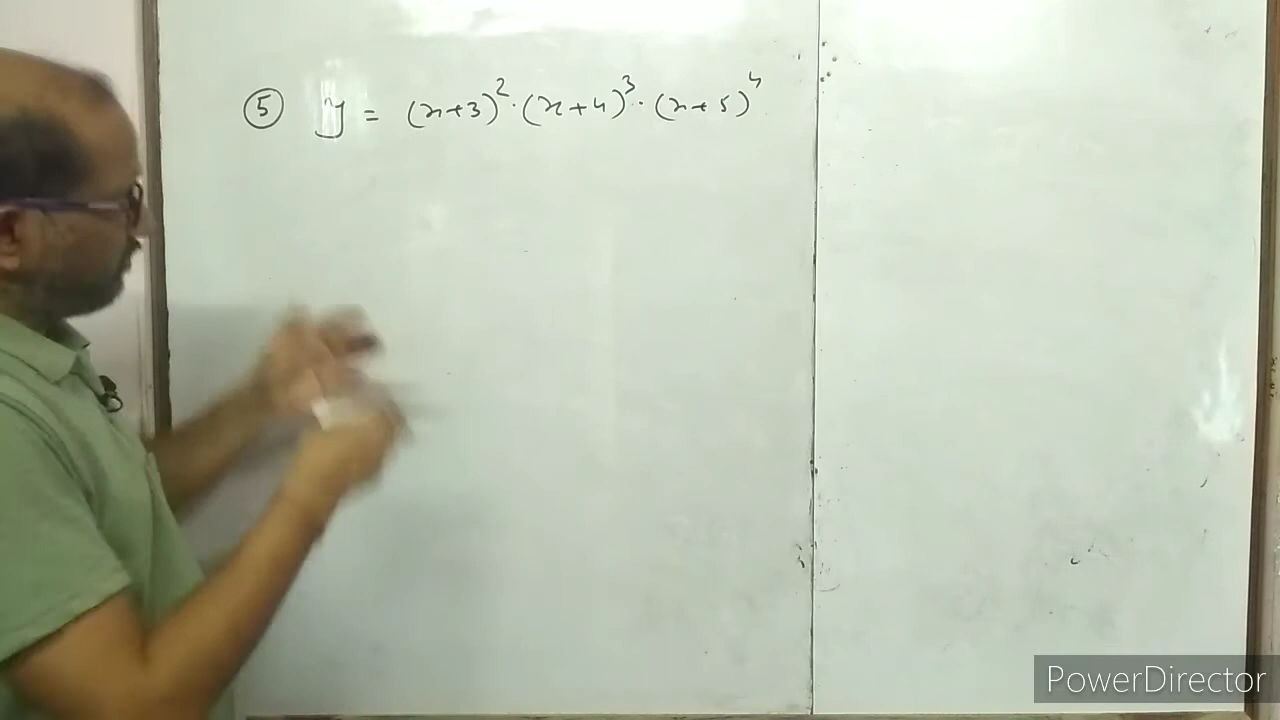 ⑤ y = (x+3)². (x+4)³. (x+5)⁴
PowerDirector